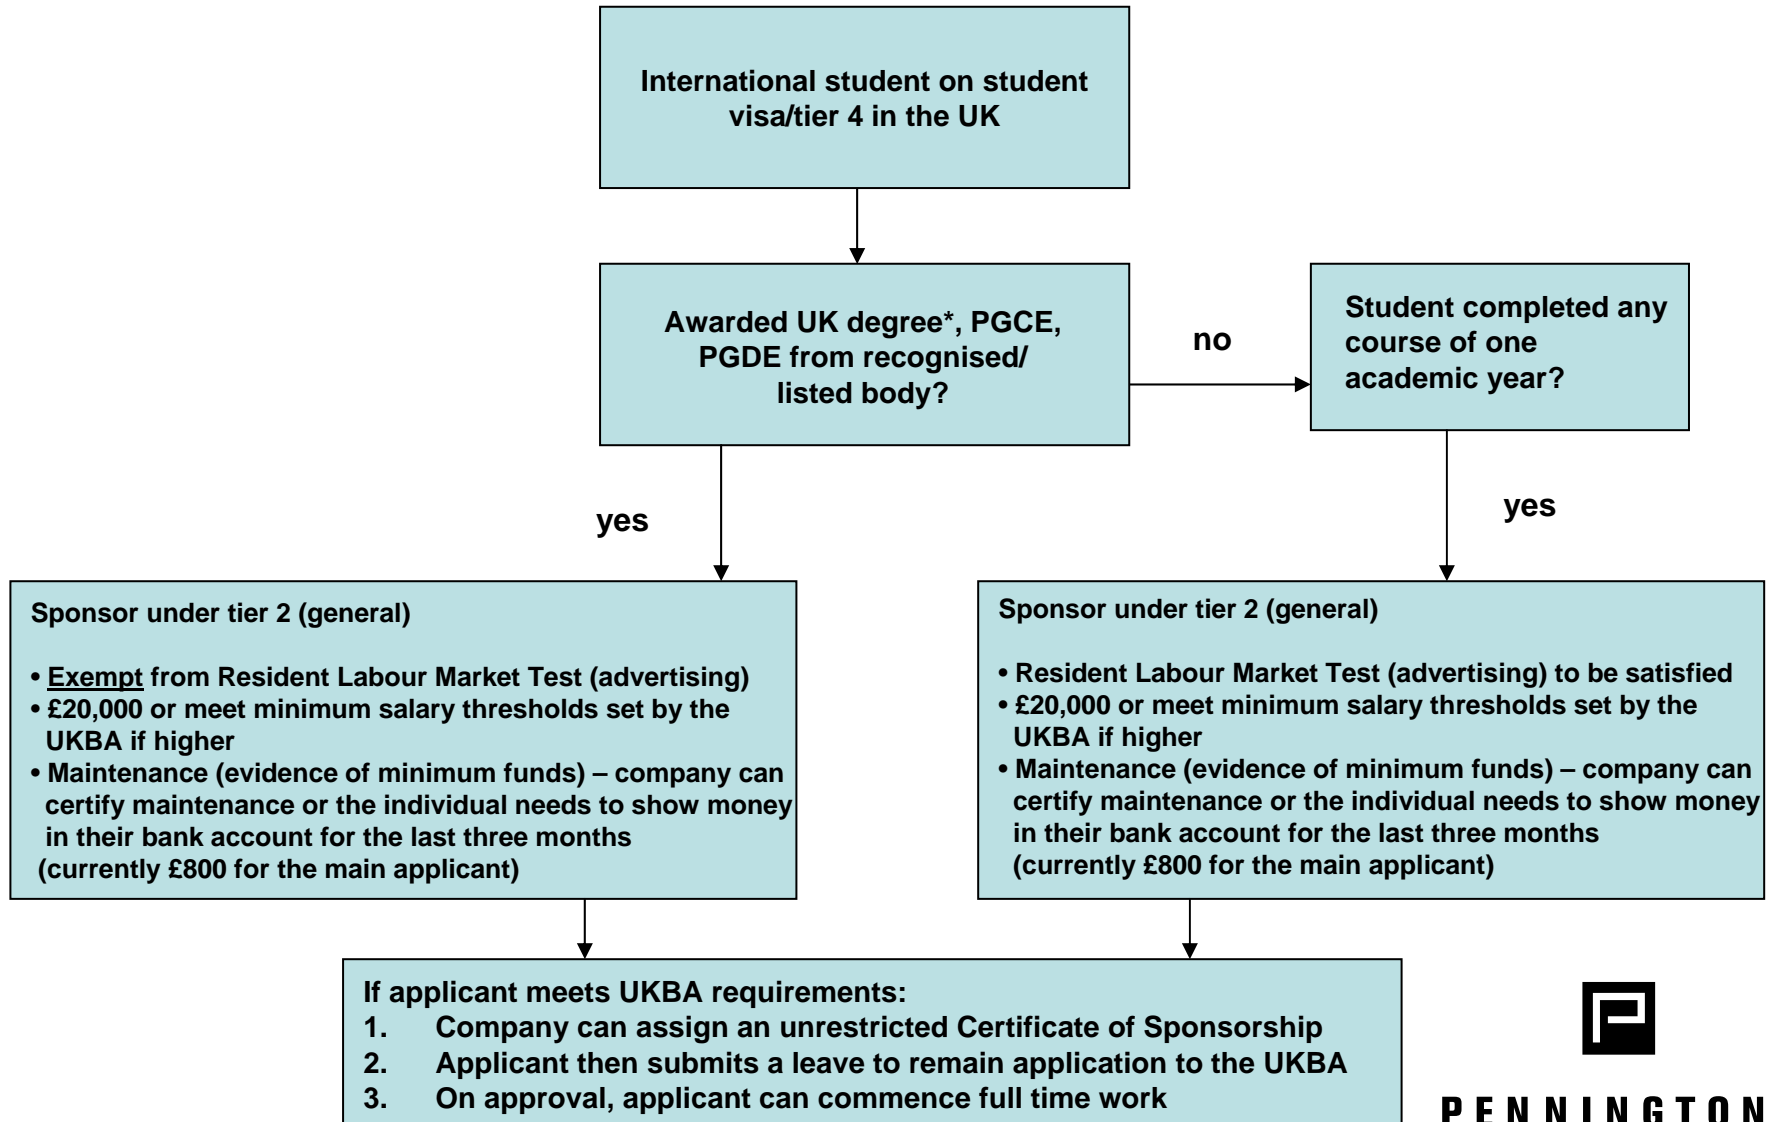 International student on student
visa/tier 4 in the UK
Awarded UK degree*, PGCE,
PGDE from recognised/
listed body?
no
Student completed any
course of one
academic year?
yes
yes
Sponsor under tier 2 (general)
• Exempt from Resident Labour Market Test (advertising)
• £20,000 or meet minimum salary thresholds set by the
UKBA if higher
• Maintenance (evidence of minimum funds) – company can
certify maintenance or the individual needs to show money
in their bank account for the last three months
(currently £800 for the main applicant)
Sponsor under tier 2 (general)
• Resident Labour Market Test (advertising) to be satisfied
• £20,000 or meet minimum salary thresholds set by the
UKBA if higher
• Maintenance (evidence of minimum funds) – company can
certify maintenance or the individual needs to show money
in their bank account for the last three months
(currently £800 for the main applicant)
If applicant meets UKBA requirements:
1. Company can assign an unrestricted Certificate of Sponsorship
2. Applicant then submits a leave to remain application to the UKBA
3. On approval, applicant can commence full time work
PENNINGTON